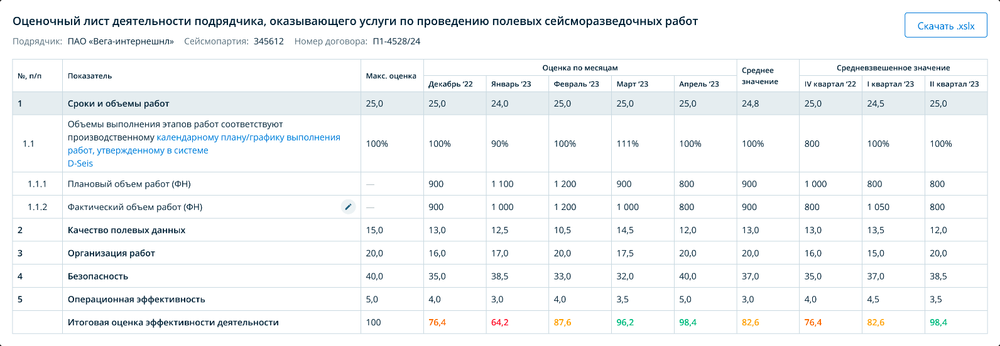 Оценочный лист деятельности подрядчика, оказывающего услуги по проведению полевых сейсморазведочных работ
Скачать .xslx
Подрядчик: ПАО «Вега-интернешнл» Сейсмопартия: 345612 Номер договора: П1-4528/24
№, п/п Показатель Макс. оценка Оценка по месяцам Среднее значение Средневзвешенное значение
Декабрь ‘22 Январь ‘23 Февраль ‘23 Март ‘23 Апрель ‘23 IV квартал ‘22 I квартал ‘23 II квартал ‘23
1 Сроки и объемы работ 25,0 25,0 24,0 25,0 25,0 25,0 24,8 25,0 24,5 25,0
Объемы выполнения этапов работ соответствуют
производственному календарному плану/графику выполнения
1.1 100% 100% 90% 100% 111% 100% 100% 800 100% 100%
работ, утвержденному в системе
D-Seis
1.1.1 Плановый объем работ (ФН) — 900 1 100 1 200 900 800 900 1 000 800 800
1.1.2 Фактический объем работ (ФН) — 900 1 000 1 200 1 000 800 900 800 1 050 800
2 Качество полевых данных 15,0 13,0 12,5 10,5 14,5 12,0 13,0 13,0 13,5 12,0
3 Организация работ 20,0 16,0 17,0 20,0 17,5 20,0 20,0 16,0 15,0 20,0
4 Безопасность 40,0 35,0 38,5 33,0 32,0 40,0 37,0 35,0 37,0 38,5
5 Операционная эффективность 5,0 4,0 3,0 4,0 3,5 5,0 3,0 4,0 4,5 3,5
Итоговая оценка эффективности деятельности 100 76,4 64,2 87,6 96,2 98,4 82,6 76,4 82,6 98,4